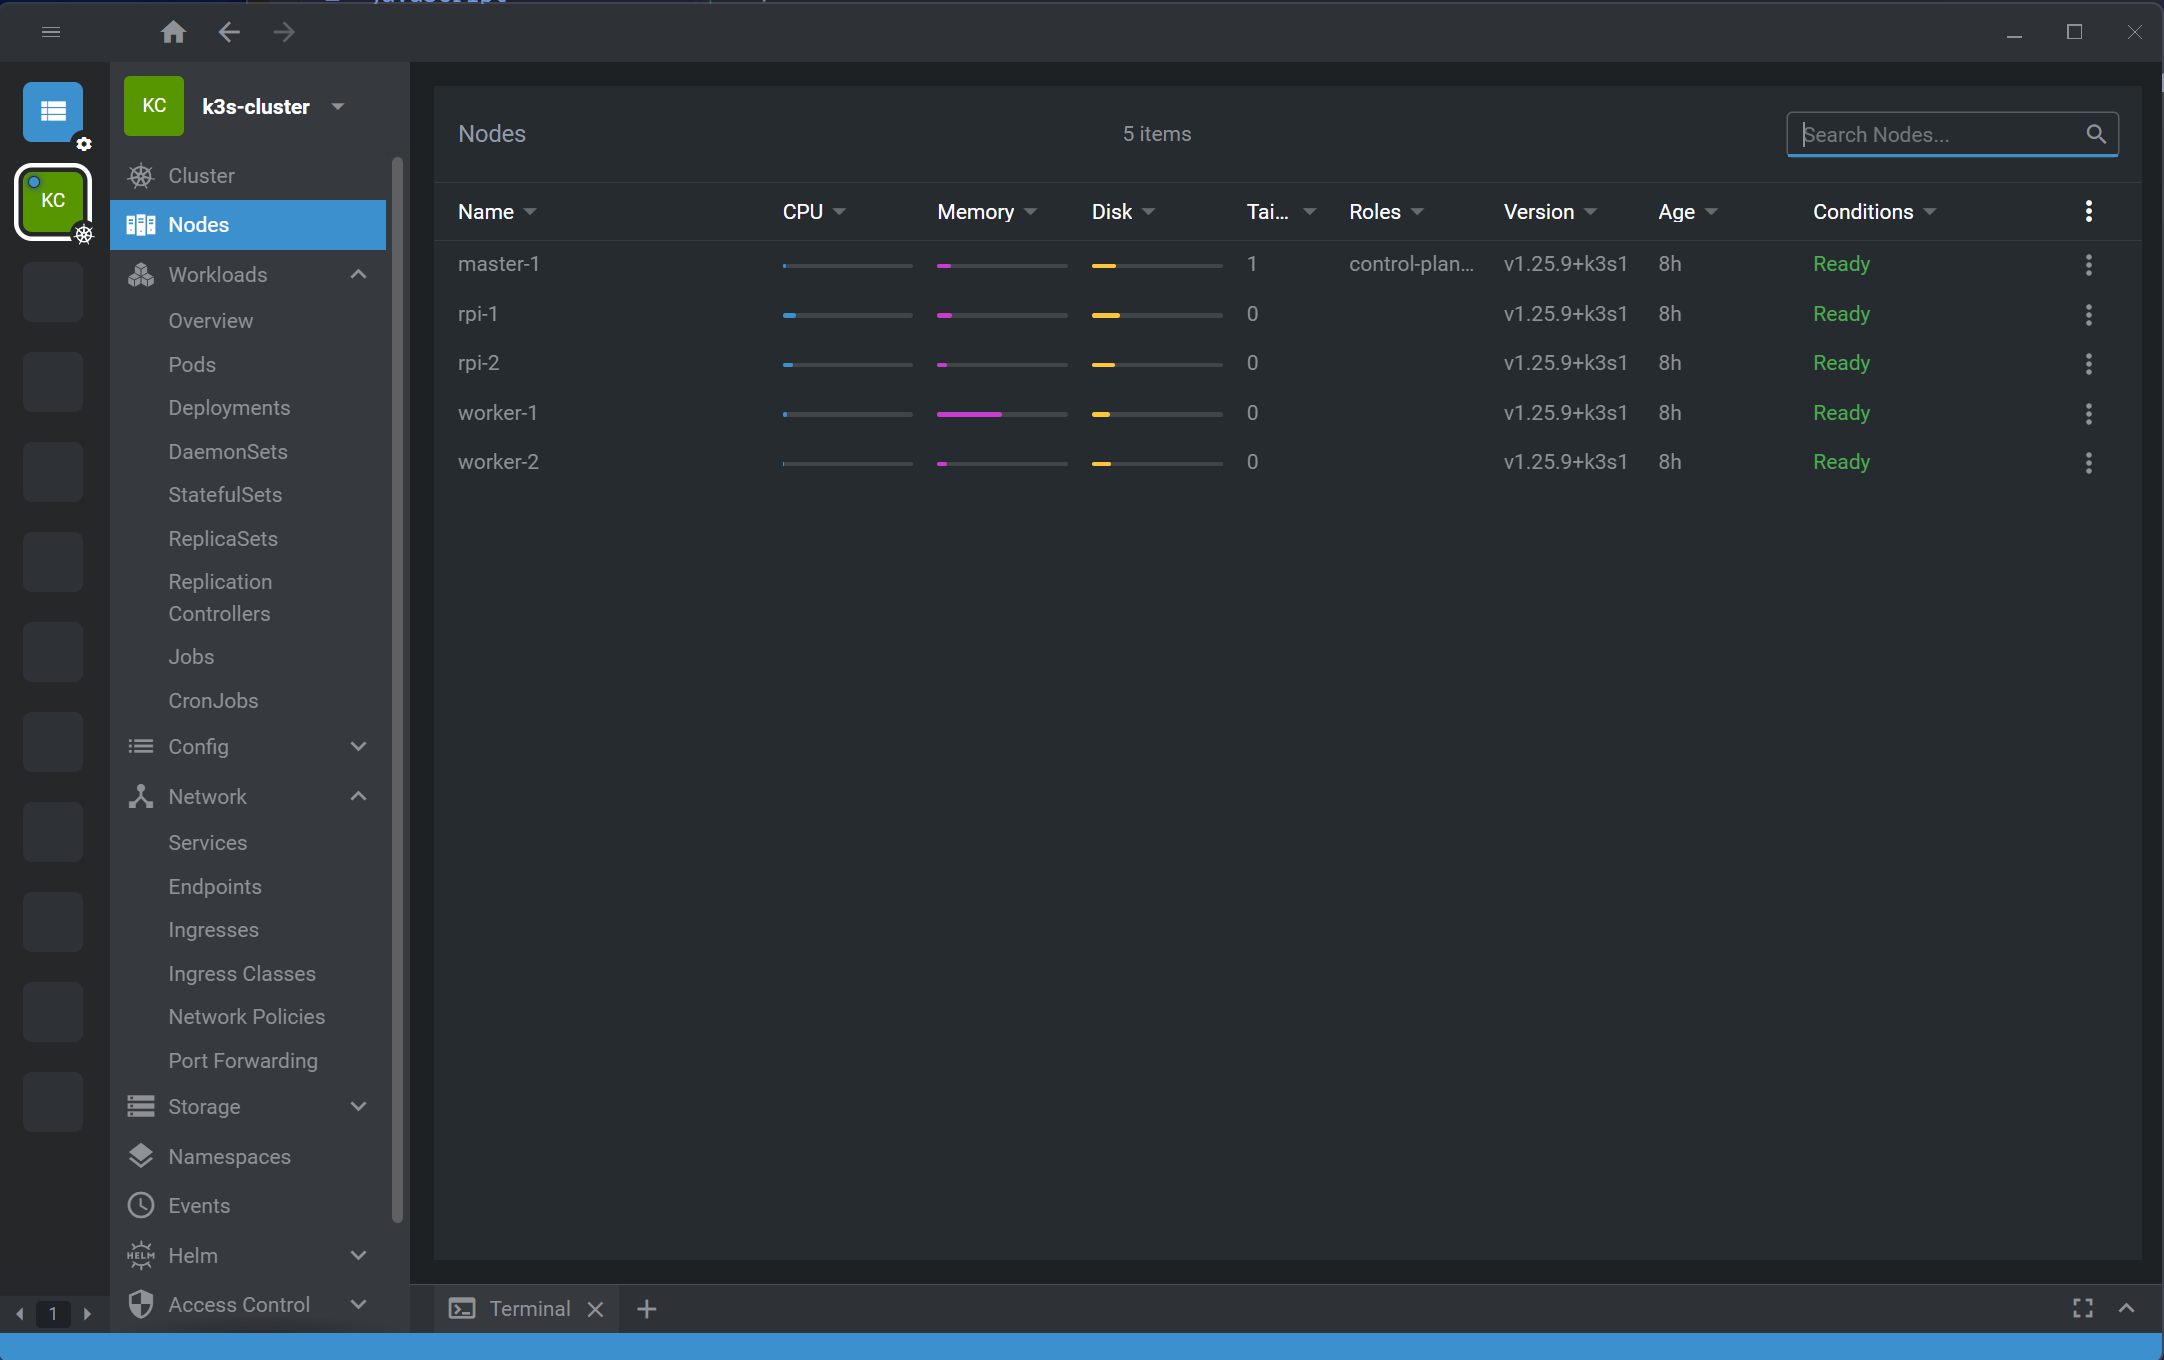 KC
k3s-cluster
KC
Cluster
Nodes
Workloads
Overview
Pods
Deployments
DaemonSets
StatefulSets
ReplicaSets
Replication
Controllers
Jobs
CronJobs
Config
Network
Services
Endpoints
Ingresses
Ingress Classes
Network Policies
Port Forwarding
Storage
Namespaces
Events
HELM Helm
Access Control
1
Nodes 5 items Search Nodes...
Name CPU Memory Disk Tai... Roles Version Age Conditions
master-1 1 control-plan... v1.25.9+k3s1 8h Ready
rpi-1 0 v1.25.9+k3s1 8h Ready
rpi-2 0 v1.25.9+k3s1 8h Ready
worker-1 0 v1.25.9+k3s1 8h Ready
worker-2 0 v1.25.9+k3s1 8h Ready
Terminal